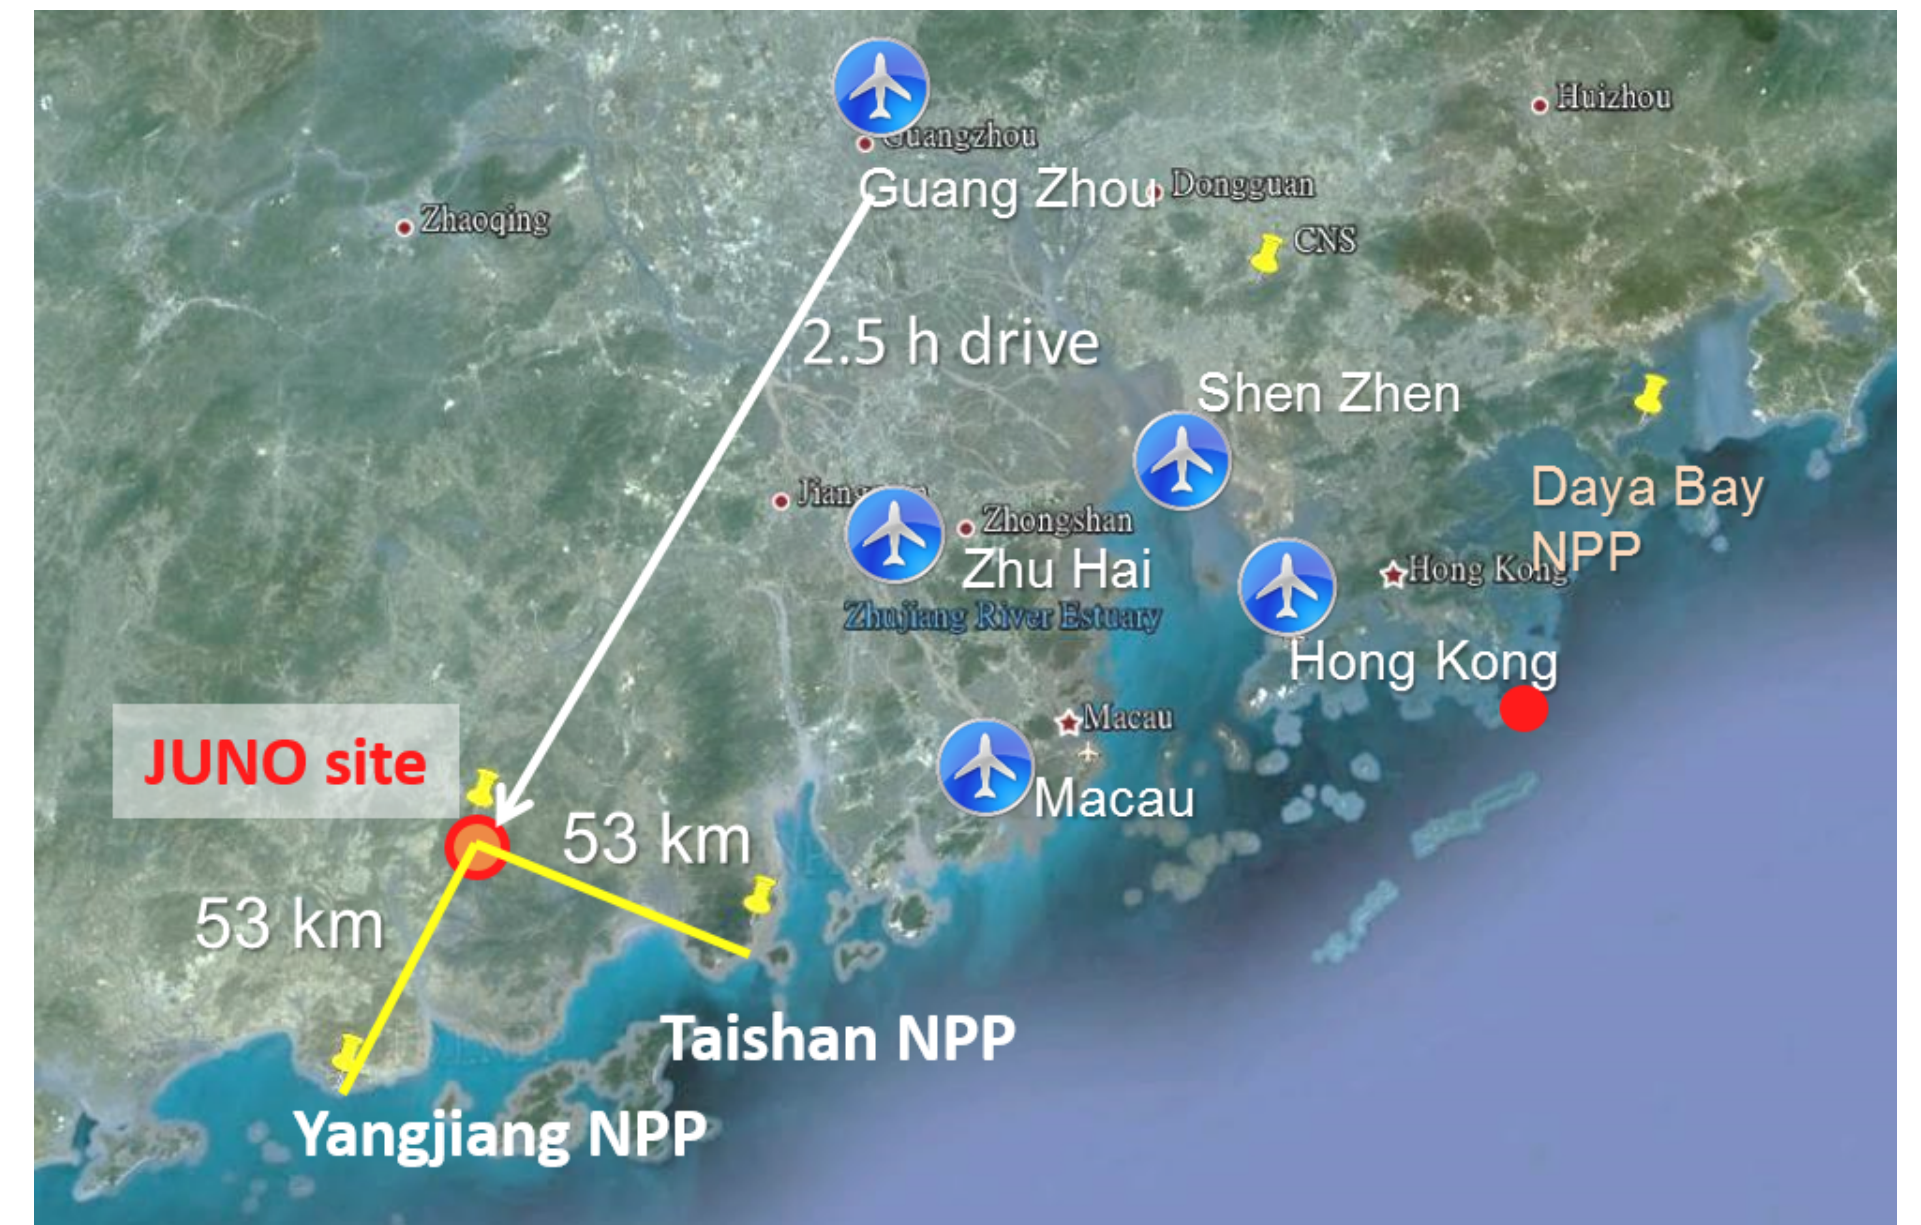 Huizhou
Guangzhou
Guang Zhou
Dongguan
Zhaoqing
CNS
2.5 h drive
Shen Zhen
Daya Bay
NPP
Zhongshan
Zhu Hai
Hong Kong
Zhujiang River Estuary
Hong Kong
Macau
JUNO site
Macau
53 km
53 km
Taishan NPP
Yangjiang NPP